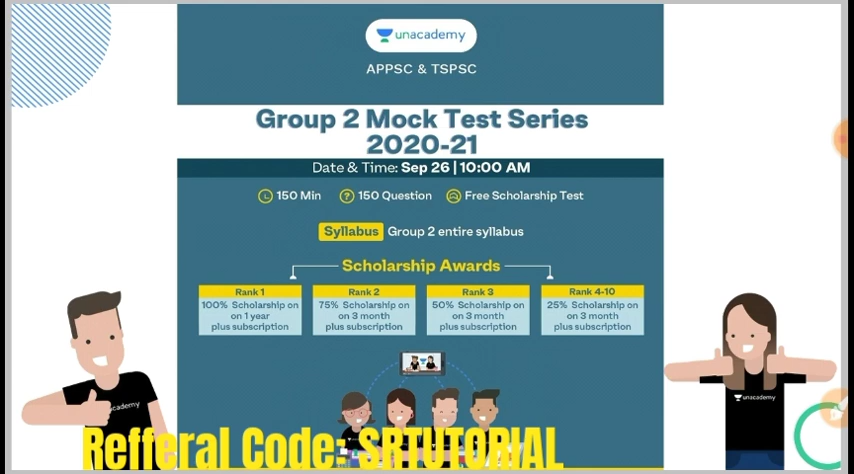 unacademy
APPSC & TSPSC
Group 2 Mock Test Series
2020-21
Date & Time: Sep 26 | 10:00 AM
150 Min 150 Question Free Scholarship Test
Syllabus Group 2 entire syllabus
Scholarship Awards
Rank 1
100% Scholarship on
on 1 year
plus subscription
Rank 2
75% Scholarship on
on 3 month
plus subscription
Rank 3
50% Scholarship on
on 3 month
plus subscription
Rank 4-10
25% Scholarship on
on 3 month
plus subscription
unacademy
Refferal Code: SRTUTORIAL